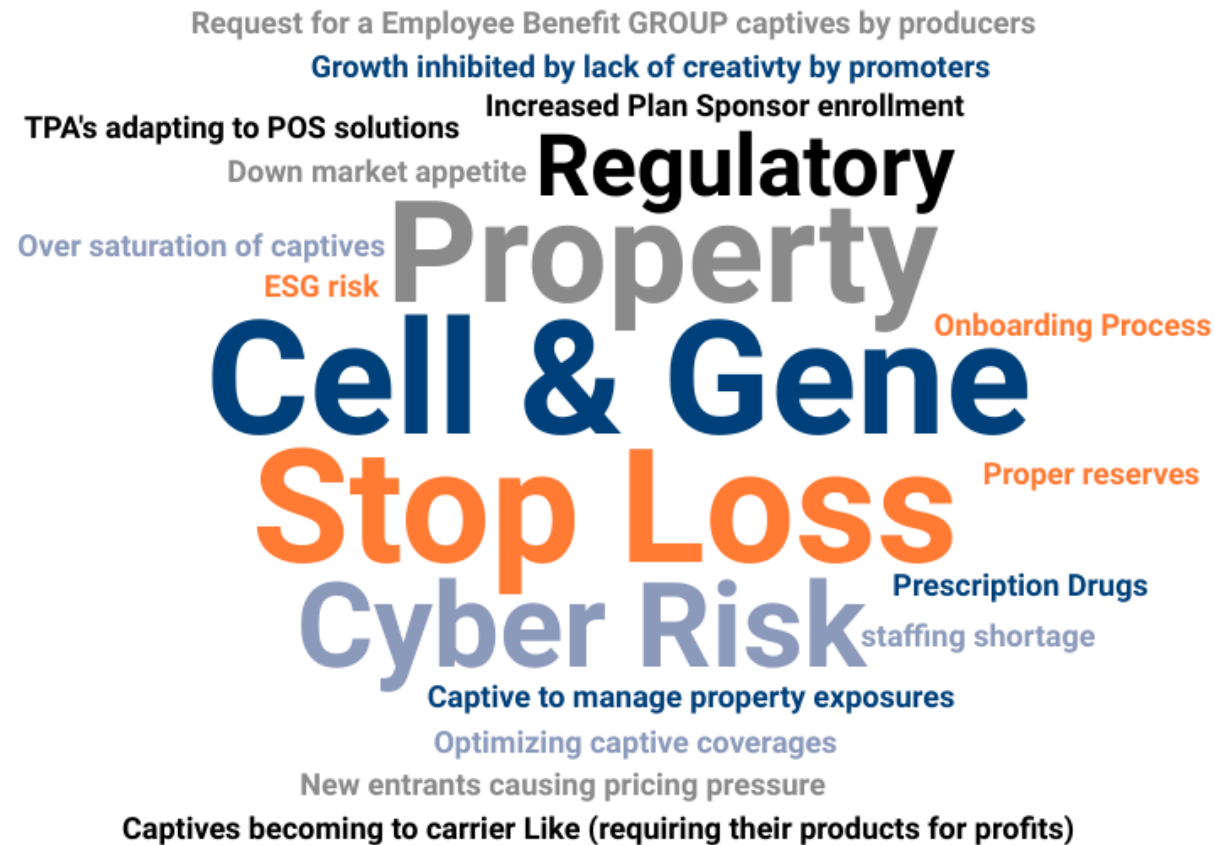 Request for a Employee Benefit GROUP captives by producers
Growth inhibited by lack of creativty by promoters
Increased Plan Sponsor enrollment
TPA's adapting to POS solutions
Regulatory
Down market appetite
Property
Over saturation of captives
ESG risk
Onboarding Process
Cell & Gene
Stop Loss
Proper reserves
Prescription Drugs
Cyber Risk
staffing shortage
Captive to manage property exposures
Optimizing captive coverages
New entrants causing pricing pressure
Captives becoming to carrier Like (requiring their products for profits)